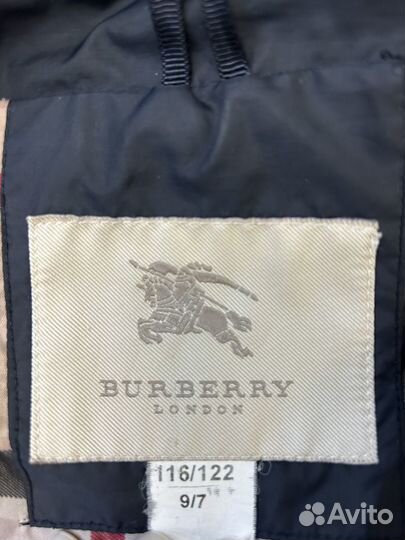 BURBERRY
LONDON
116/122
9/7
Avito